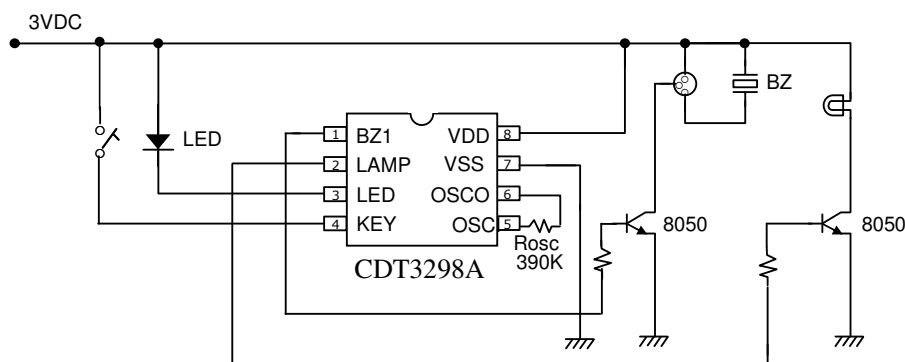 3VDC
LED
BZ
1 BZ1 VDD 8
2 LAMP VSS 7
3 LED OSCO 6
4 KEY OSC 5
Rosc
390K
8050
8050
CDT3298A